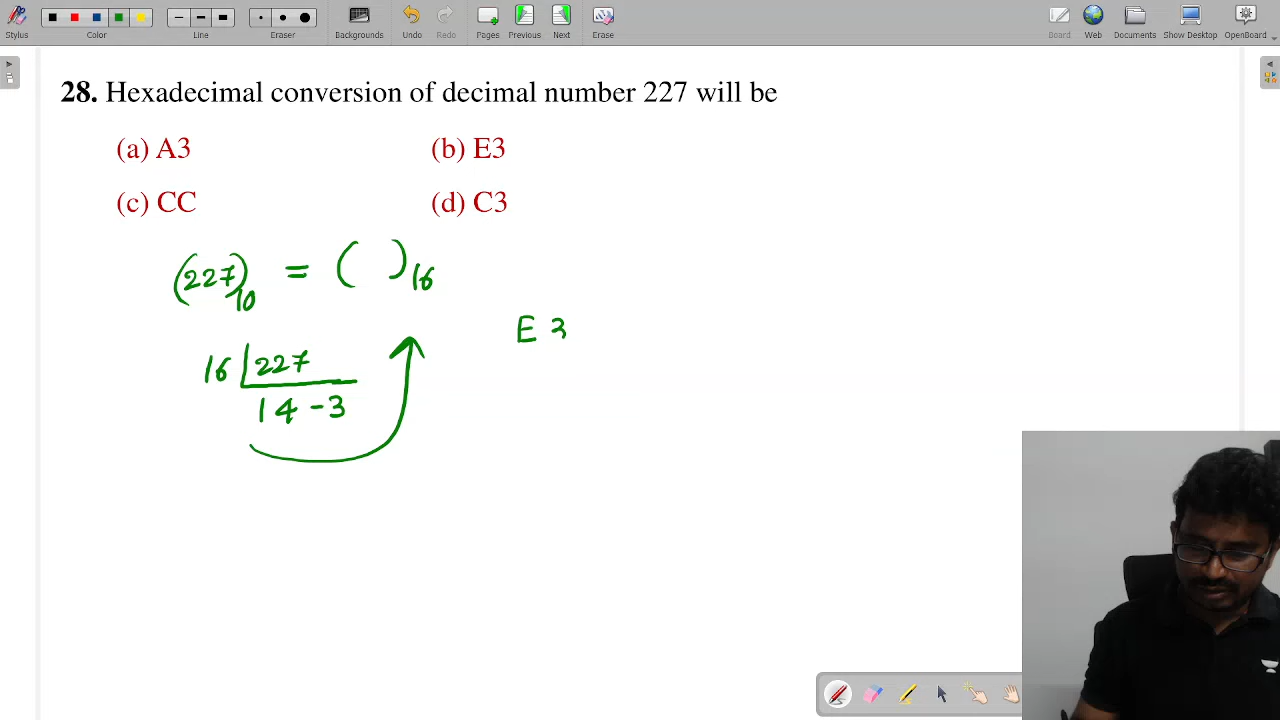 Stylus Color Line Eraser Backgrounds Undo Redo Pages Previous Next Erase Board Web Documents Show Desktop OpenBoard
28. Hexadecimal conversion of decimal number 227 will be
(a) A3 (b) E3
(c) CC (d) C3
(227)10 = ( )16
E 3
16 227
14 - 3